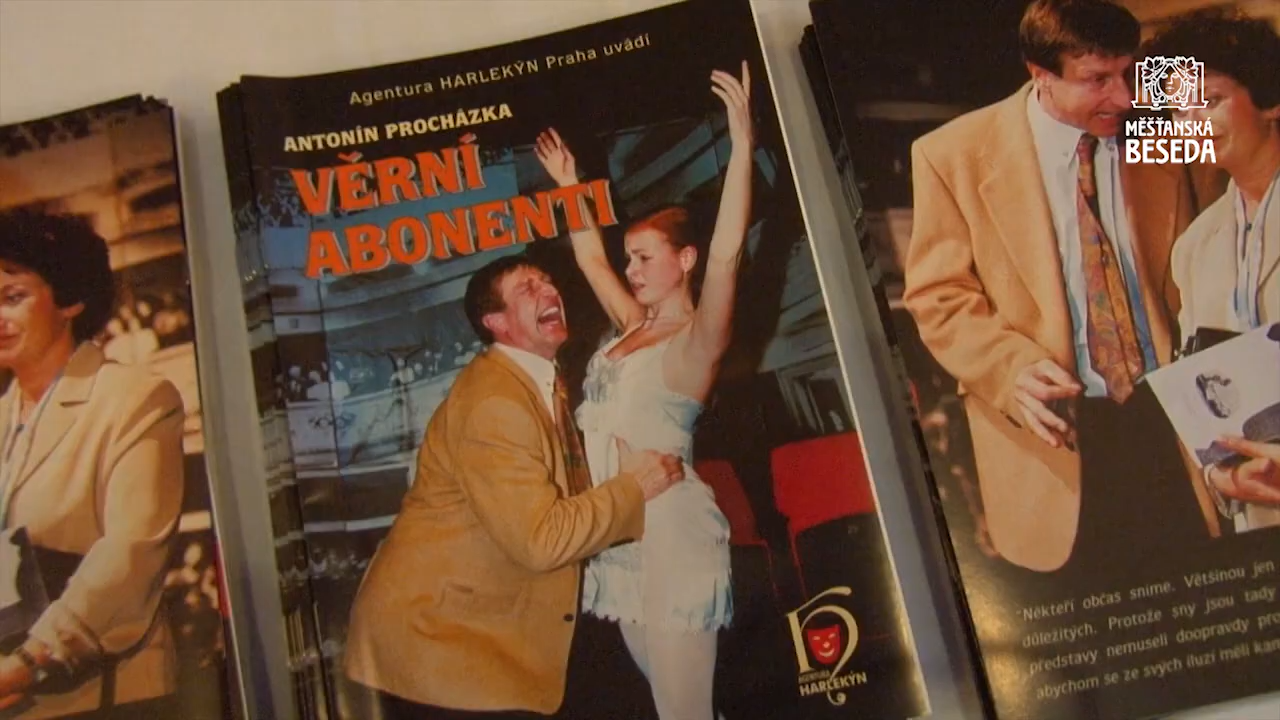 Agentura HARLEKÝN Praha uvádí
ANTONÍN PROCHÁZKA
VĚRNÍ
ABONENTI
AGENTURA
HARLEKÝN
MĚŠŤANSKÁ
BESEDA
"Někteří občas sníme. Většinou jen
důležitých. Protože sny jsou tady
představy nemuseli doopravdy
abychom se ze svých iluzí měli